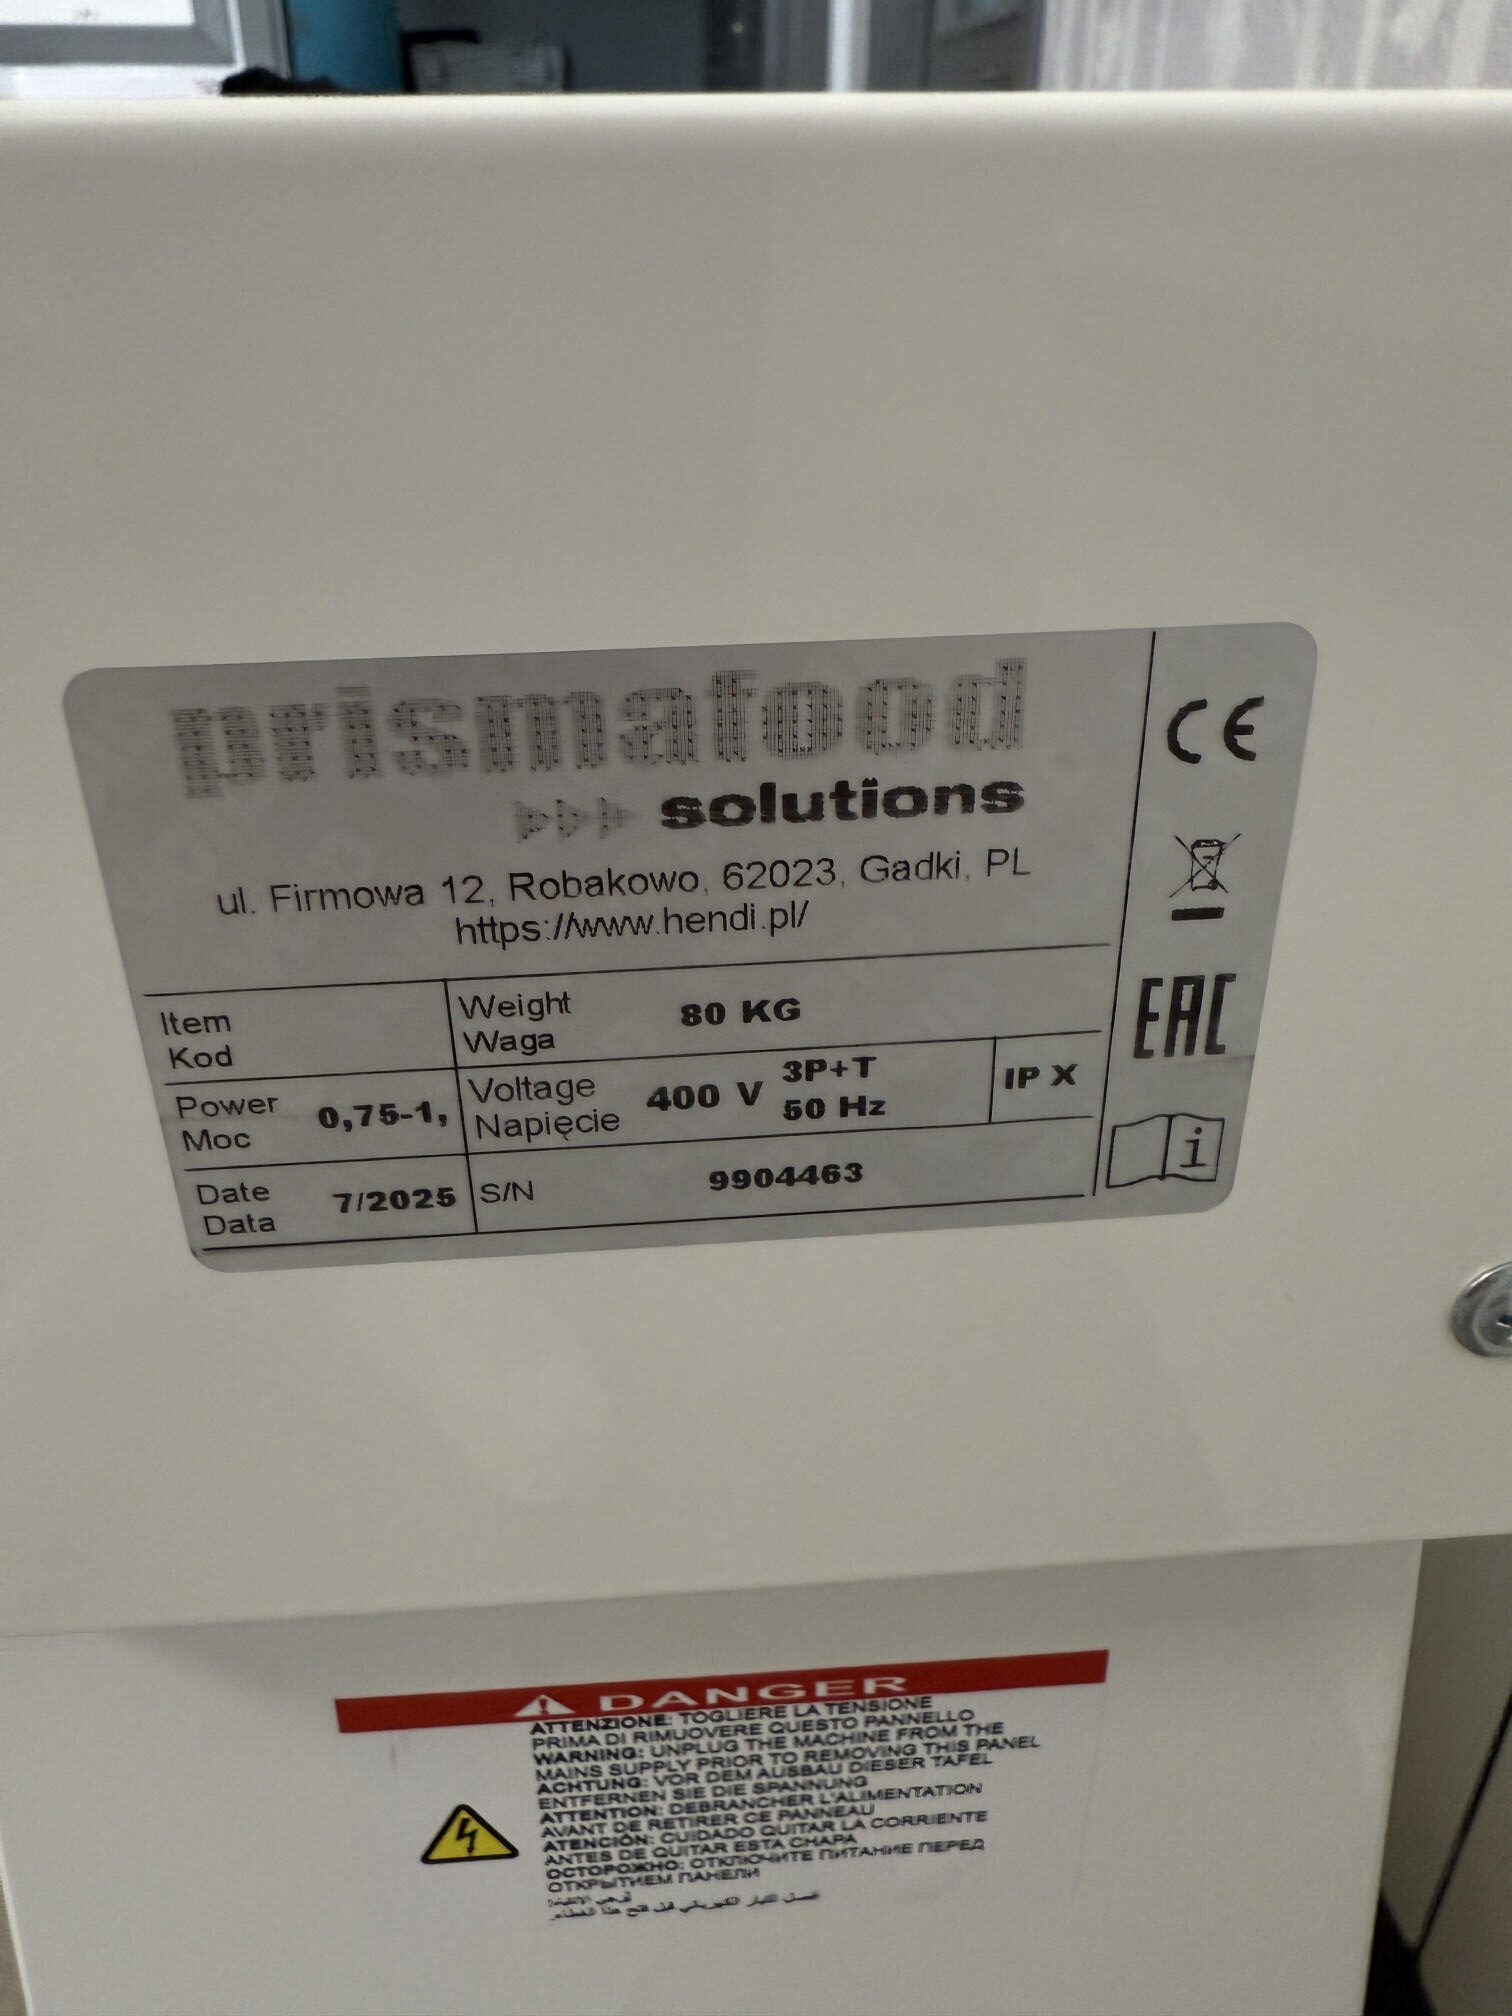 prismafood
solutions
ul. Firmowa 12, Robakowo, 62023, Gadki, PL
https://www.hendi.pl/
Item
Kod
Weight
Waga
80 KG
Power
Moc
0,75-1,
Voltage
Napięcie
400 V
3P+T
50 Hz
IP X
Date
Data
7/2025
S/N
9904463
CE
EAC
i
DANGER
ATTENZIONE: TOGLIERE LA TENSIONE
PRIMA DI RIMUOVERE QUESTO PANNELLO
WARNING: UNPLUG THE MACHINE FROM THE
MAINS SUPPLY PRIOR TO REMOVING THIS PANEL
ACHTUNG: VOR DEM AUSBAU DIESER TAFEL
ENTFERNEN SIE DIE SPANNUNG
ATTENTION: DEBRANCHER L'ALIMENTATION
AVANT DE RETIRER CE PANNEAU
ATENCIÓN: CUIDADO QUITAR LA CORRIENTE
ANTES DE QUITAR ESTA CHAPA
ОСТОРОЖНО: ОТКЛЮЧИТЕ ПИТАНИЕ ПЕРЕД
ОТКРЫТИЕМ ПАНЕЛИ